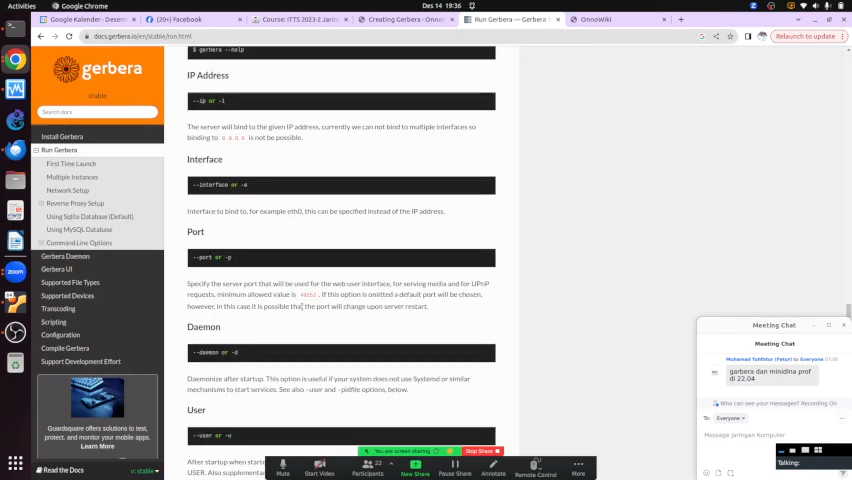 Activities
Google Chrome
Des 14 19:36
Google Kalender - Desem
(20+) Facebook
Course: ITTS 2023-2 Jarin
Creating Gerbera - OnnoW
Run Gerbera — Gerbera
OnnoWiki
docs.gerbera.io/en/stable/run.html
Relaunch to update
gerbera
stable
Search docs
Install Gerbera
Run Gerbera
First Time Launch
Multiple Instances
Network Setup
Reverse Proxy Setup
Using Sqlite Database (Default)
Using MySQL Database
Command Line Options
Gerbera Daemon
Gerbera UI
Supported File Types
Supported Devices
Transcoding
Scripting
Configuration
Compile Gerbera
Support Development Effort
Guardsquare offers solutions to test,
protect, and monitor your mobile apps.
Learn More
Read the Docs
v: stable
$ gerbera --help
IP Address
--ip or -i
The server will bind to the given IP address, currently we can not bind to multiple interfaces so
binding to 0.0.0.0 is not be possible.
Interface
--interface or -e
Interface to bind to, for example eth0, this can be specified instead of the IP address.
Port
--port or -p
Specify the server port that will be used for the web user interface, for serving media and for UPnP
requests, minimum allowed value is 49152. If this option is omitted a default port will be chosen,
however, in this case it is possible that the port will change upon server restart.
Daemon
--daemon or -d
Daemonize after startup. This option is useful if your system does not use Systemd or similar
mechanisms to start services. See also –user and –pidfile options, below.
User
--user or -u
After startup when starte
USER. Also supplementa
You are screen sharing
Stop Share
Mute
Start Video
Participants
22
New Share
Pause Share
Annotate
Remote Control
More
Meeting Chat
Meeting Chat
Muhamad Tuhfatur (Patur) to Everyone 07:30
garbera dan minidlna prof
di 22.04
Who can see your messages? Recording On
To: Everyone
Message Jaringan Komputer
Talking: